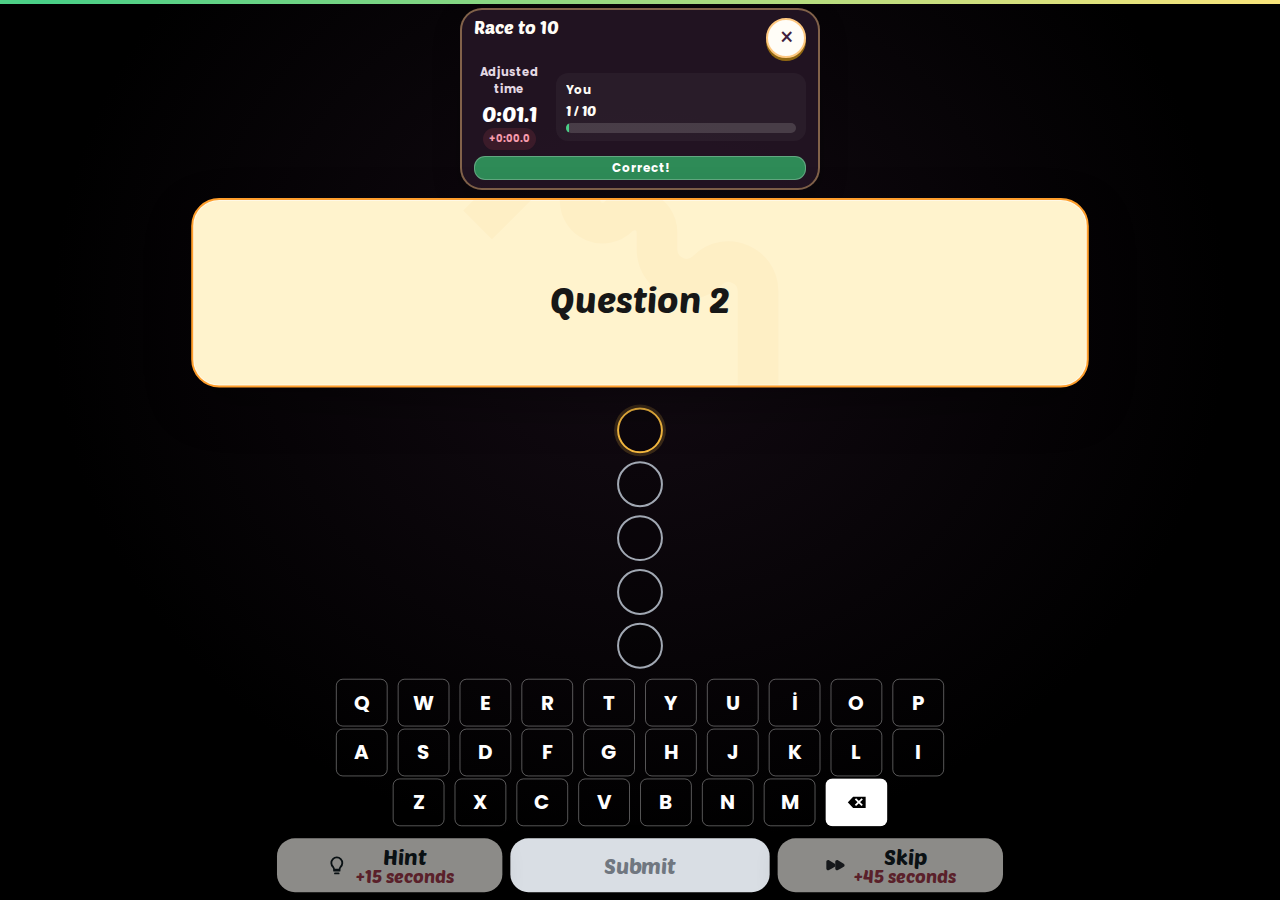 Race to 10
×
Adjusted
time
0:01.1
+0:00.0
You
1 / 10
Correct!
Question 2
Q W E R T Y U İ O P
A S D F G H J K L I
Z X C V B N M
Hint
+15 seconds
Submit
Skip
+45 seconds